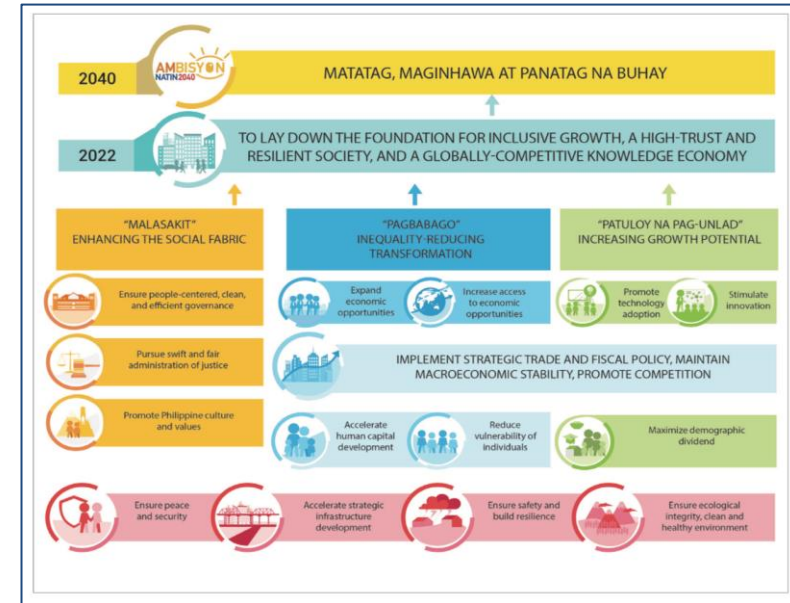 2040
AMBISYON
NATIN 2040
MATATAG, MAGINHAWA AT PANATAG NA BUHAY
2022
TO LAY DOWN THE FOUNDATION FOR INCLUSIVE GROWTH, A HIGH-TRUST AND
RESILIENT SOCIETY, AND A GLOBALLY-COMPETITIVE KNOWLEDGE ECONOMY
“MALASAKIT”
ENHANCING THE SOCIAL FABRIC
“PAGBABAGO”
INEQUALITY-REDUCING
TRANSFORMATION
“PATULOY NA PAG-UNLAD”
INCREASING GROWTH POTENTIAL
Ensure people-centered, clean,
and efficient governance
Expand
economic
opportunities
Increase access
to economic
opportunities
Promote
technology
adoption
Stimulate
innovation
Pursue swift and fair
administration of justice
IMPLEMENT STRATEGIC TRADE AND FISCAL POLICY, MAINTAIN
MACROECONOMIC STABILITY, PROMOTE COMPETITION
Promote Philippine culture
and values
Accelerate
human capital
development
Reduce
vulnerability of
individuals
Maximize demographic
dividend
Ensure peace
and security
Accelerate strategic
infrastructure
development
Ensure safety and
build resilience
Ensure ecological
integrity, clean and
healthy environment